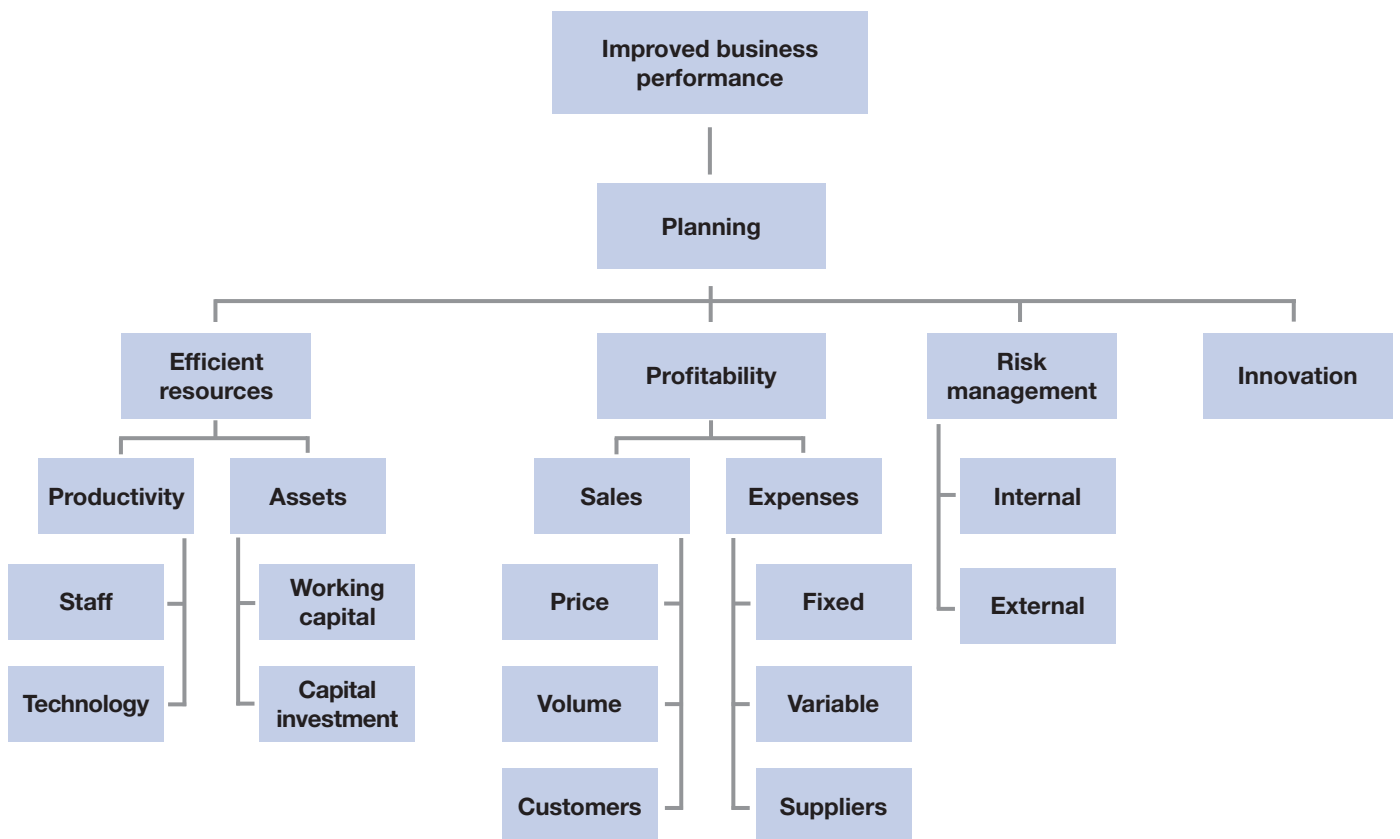 Improved business
performance
Planning
Efficient
resources
Profitability
Risk
management
Innovation
Productivity
Assets
Sales
Expenses
Internal
Staff
Working
capital
Price
Fixed
External
Technology
Capital
investment
Volume
Variable
Customers
Suppliers